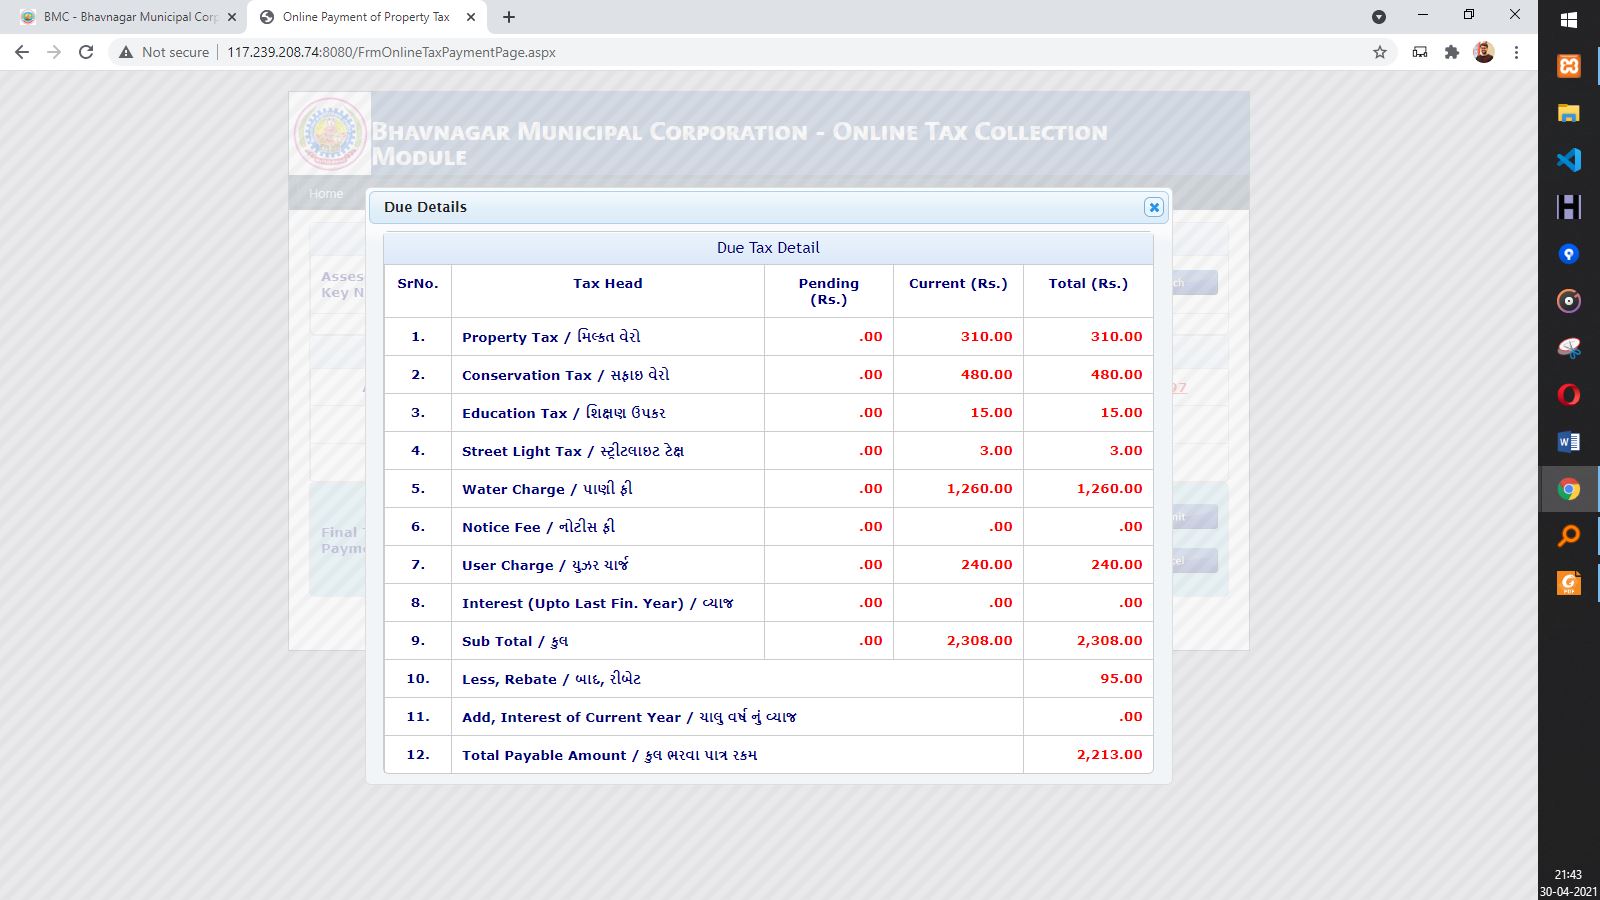 BMC - Bhavnagar Municipal Corp
Online Payment of Property Tax
Not secure
117.239.208.74:8080/FrmOnlineTaxPaymentPage.aspx
Bhavnagar Municipal Corporation - Online Tax Collection
Module
Home
Due Details
Due Tax Detail
SrNo. Tax Head Pending (Rs.) Current (Rs.) Total (Rs.)
1. Property Tax / મિલ્કત વેરો .00 310.00 310.00
2. Conservation Tax / સફાઇ વેરો .00 480.00 480.00
3. Education Tax / શિક્ષણ ઉપકર .00 15.00 15.00
4. Street Light Tax / સ્ટ્રીટલાઇટ ટેક્ષ .00 3.00 3.00
5. Water Charge / પાણી ફી .00 1,260.00 1,260.00
6. Notice Fee / નોટીસ ફી .00 .00 .00
7. User Charge / યુઝર ચાર્જ .00 240.00 240.00
8. Interest (Upto Last Fin. Year) / વ્યાજ .00 .00 .00
9. Sub Total / કુલ .00 2,308.00 2,308.00
10. Less, Rebate / બાદ, રીબેટ 95.00
11. Add, Interest of Current Year / ચાલુ વર્ષ નું વ્યાજ .00
12. Total Payable Amount / કુલ ભરવા પાત્ર રકમ 2,213.00
Key N
Final
21:43
30-04-2021